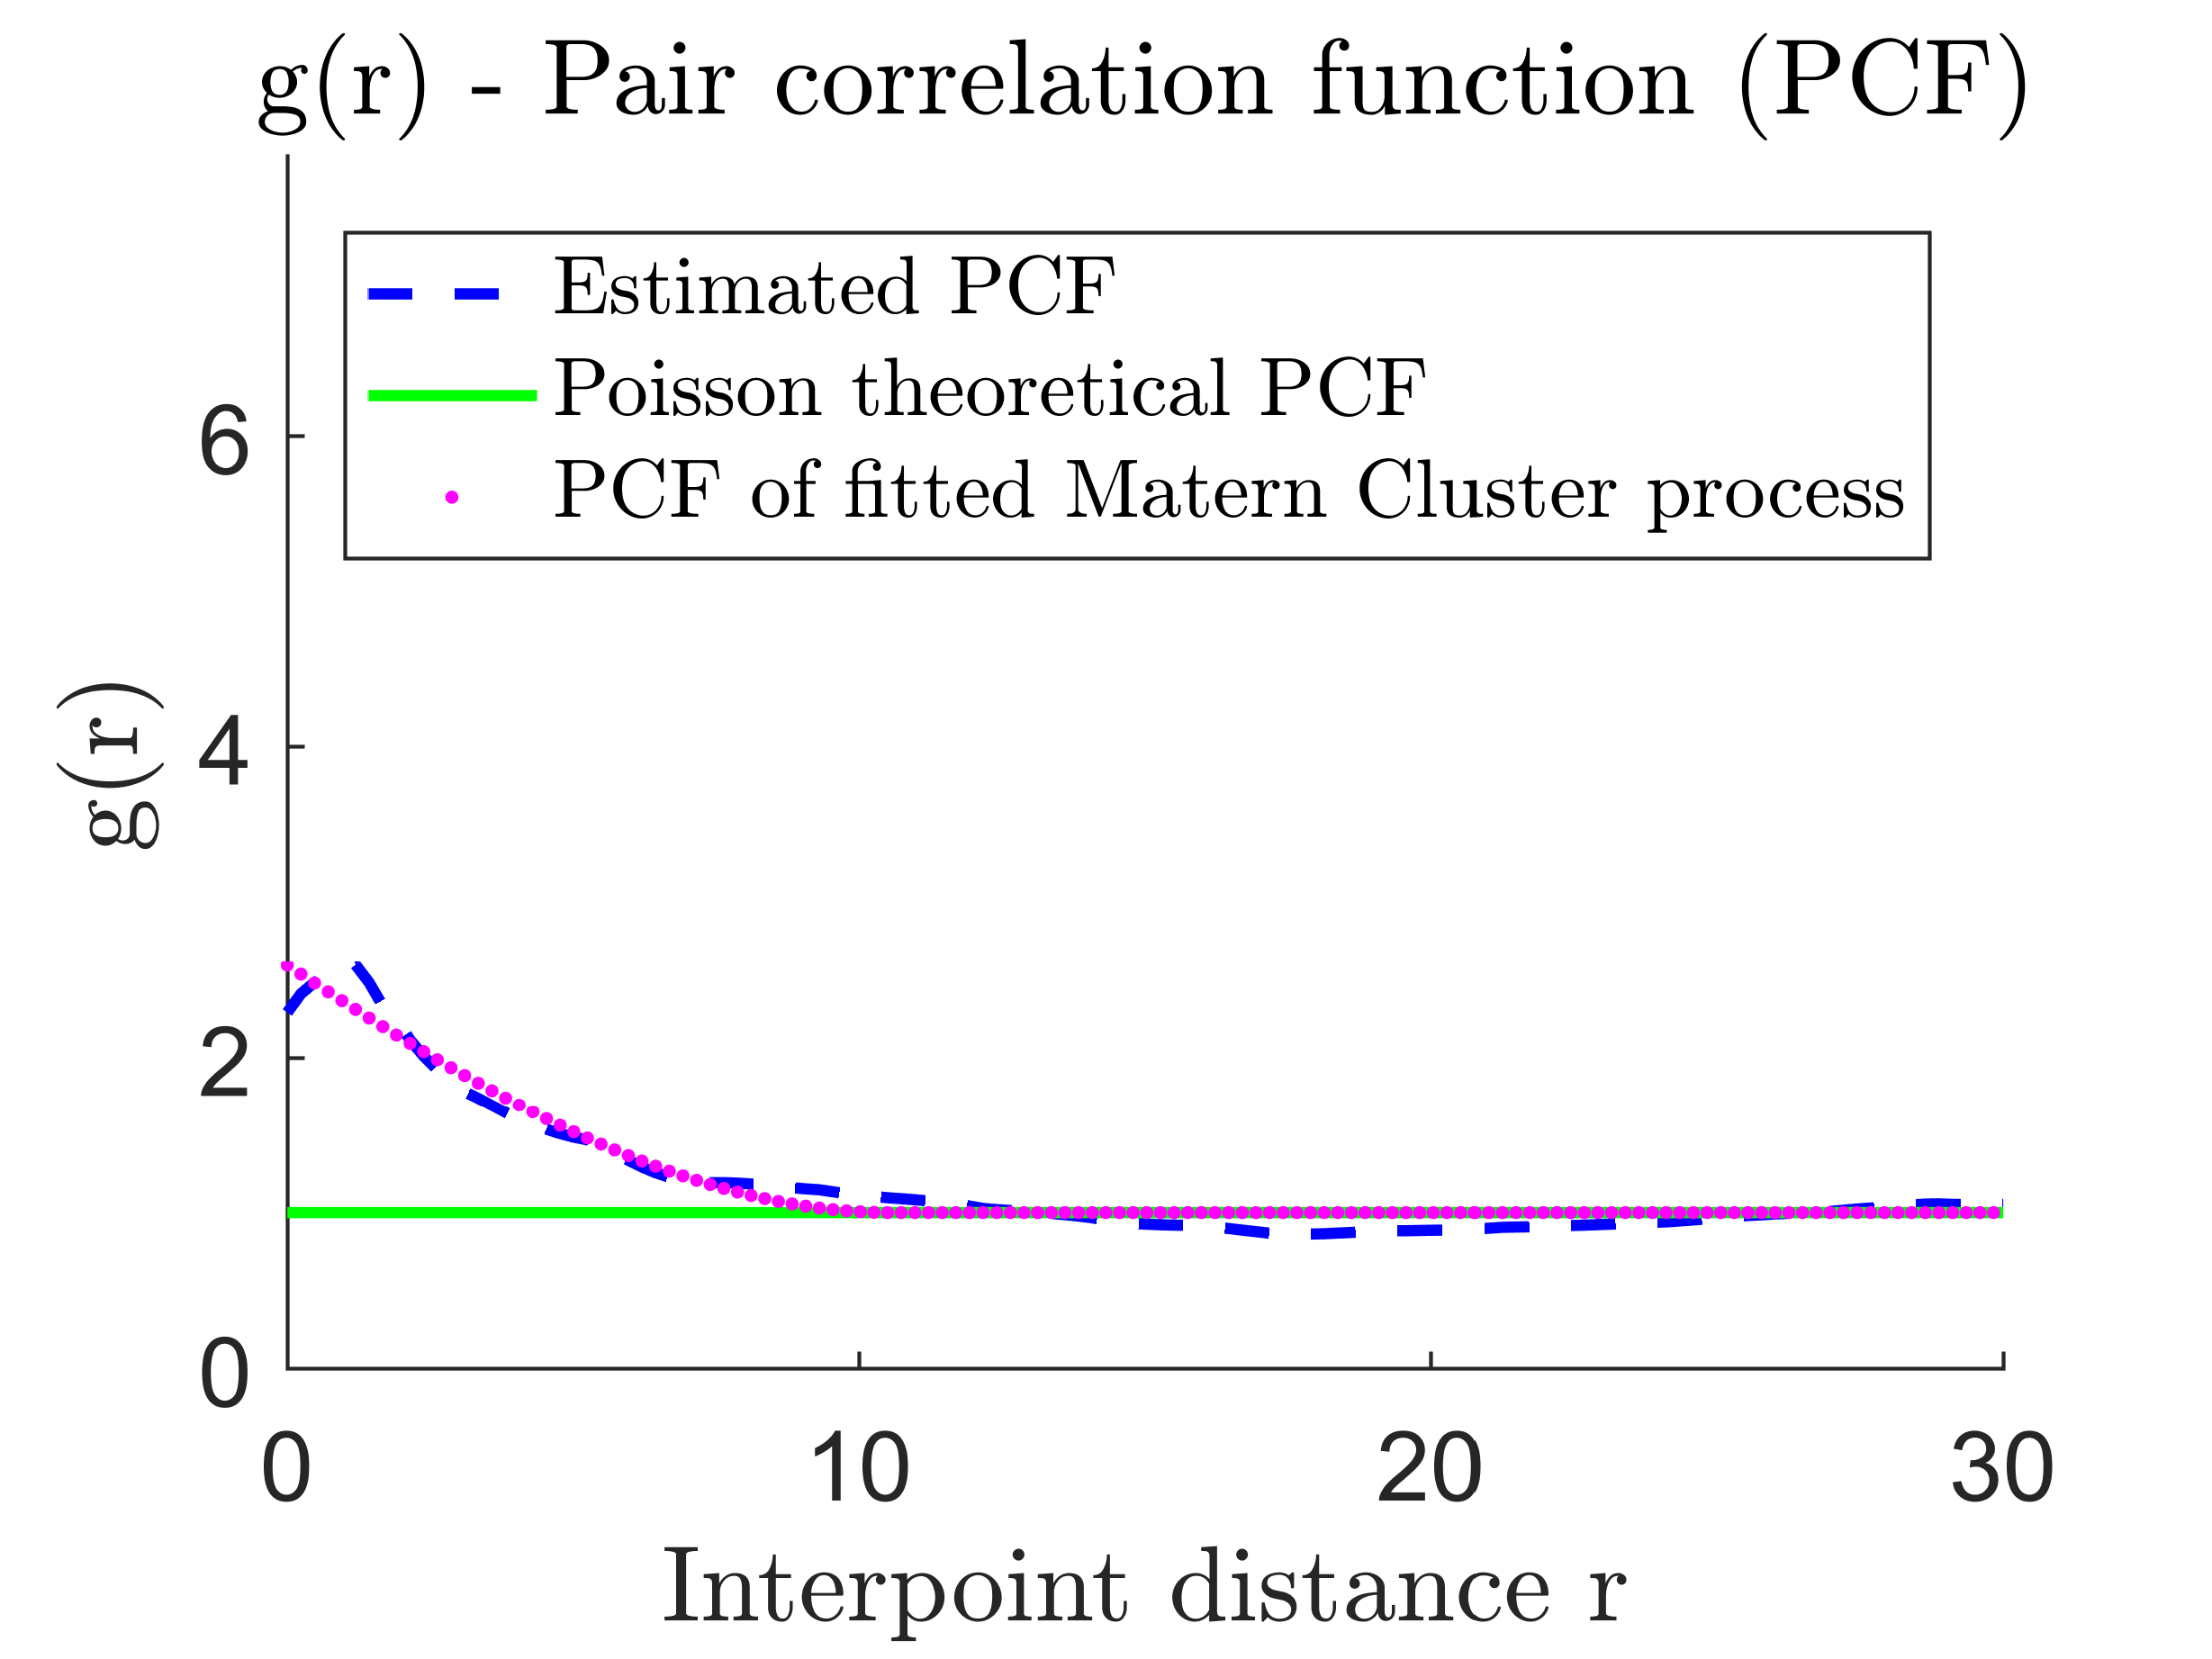 g(r) - Pair correlation function (PCF)
Estimated PCF
Poisson theoretical PCF
PCF of fitted Matern Cluster process
g(r)
6
4
2
0
0 10 20 30
Interpoint distance r